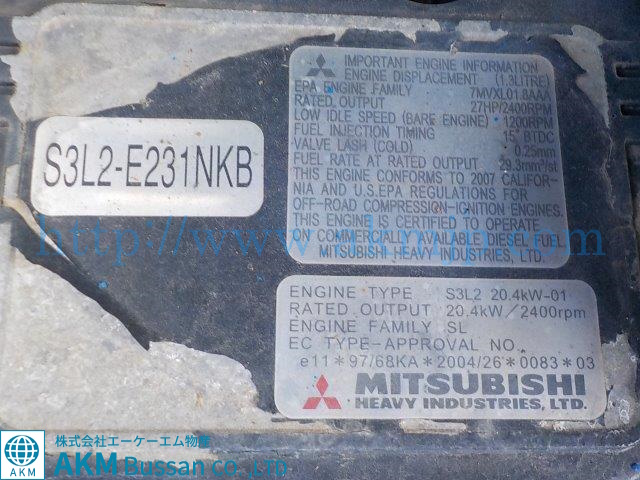 S3L2-E231NKB
IMPORTANT ENGINE INFORMATION
ENGINE DISPLACEMENT (1.3LITRE)
EPA ENGINE FAMILY 7MVXL01.8AAA
RATED OUTPUT 27HP/2400RPM
LOW IDLE SPEED (BARE ENGINE) 1200RPM
FUEL INJECTION TIMING 15° BTDC
VALVE LASH (COLD) 0.25mm
FUEL RATE AT RATED OUTPUT 29.3mm³/st
THIS ENGINE CONFORMS TO 2007 CALIFOR-
NIA AND U.S.EPA REGULATIONS FOR
OFF-ROAD COMPRESSION-IGNITION ENGINES.
THIS ENGINE IS CERTIFIED TO OPERATE
ON COMMERCIALLY AVAILABLE DIESEL FUEL.
MITSUBISHI HEAVY INDUSTRIES, LTD.
ENGINE TYPE S3L2 20.4kW-01
RATED OUTPUT 20.4kW/2400rpm
ENGINE FAMILY SL
EC TYPE-APPROVAL NO.
e11*97/68KA*2004/26*0083*03
MITSUBISHI
HEAVY INDUSTRIES, LTD.
AKM
株式会社エーケーエム物産
AKM Bussan co.,Ltd